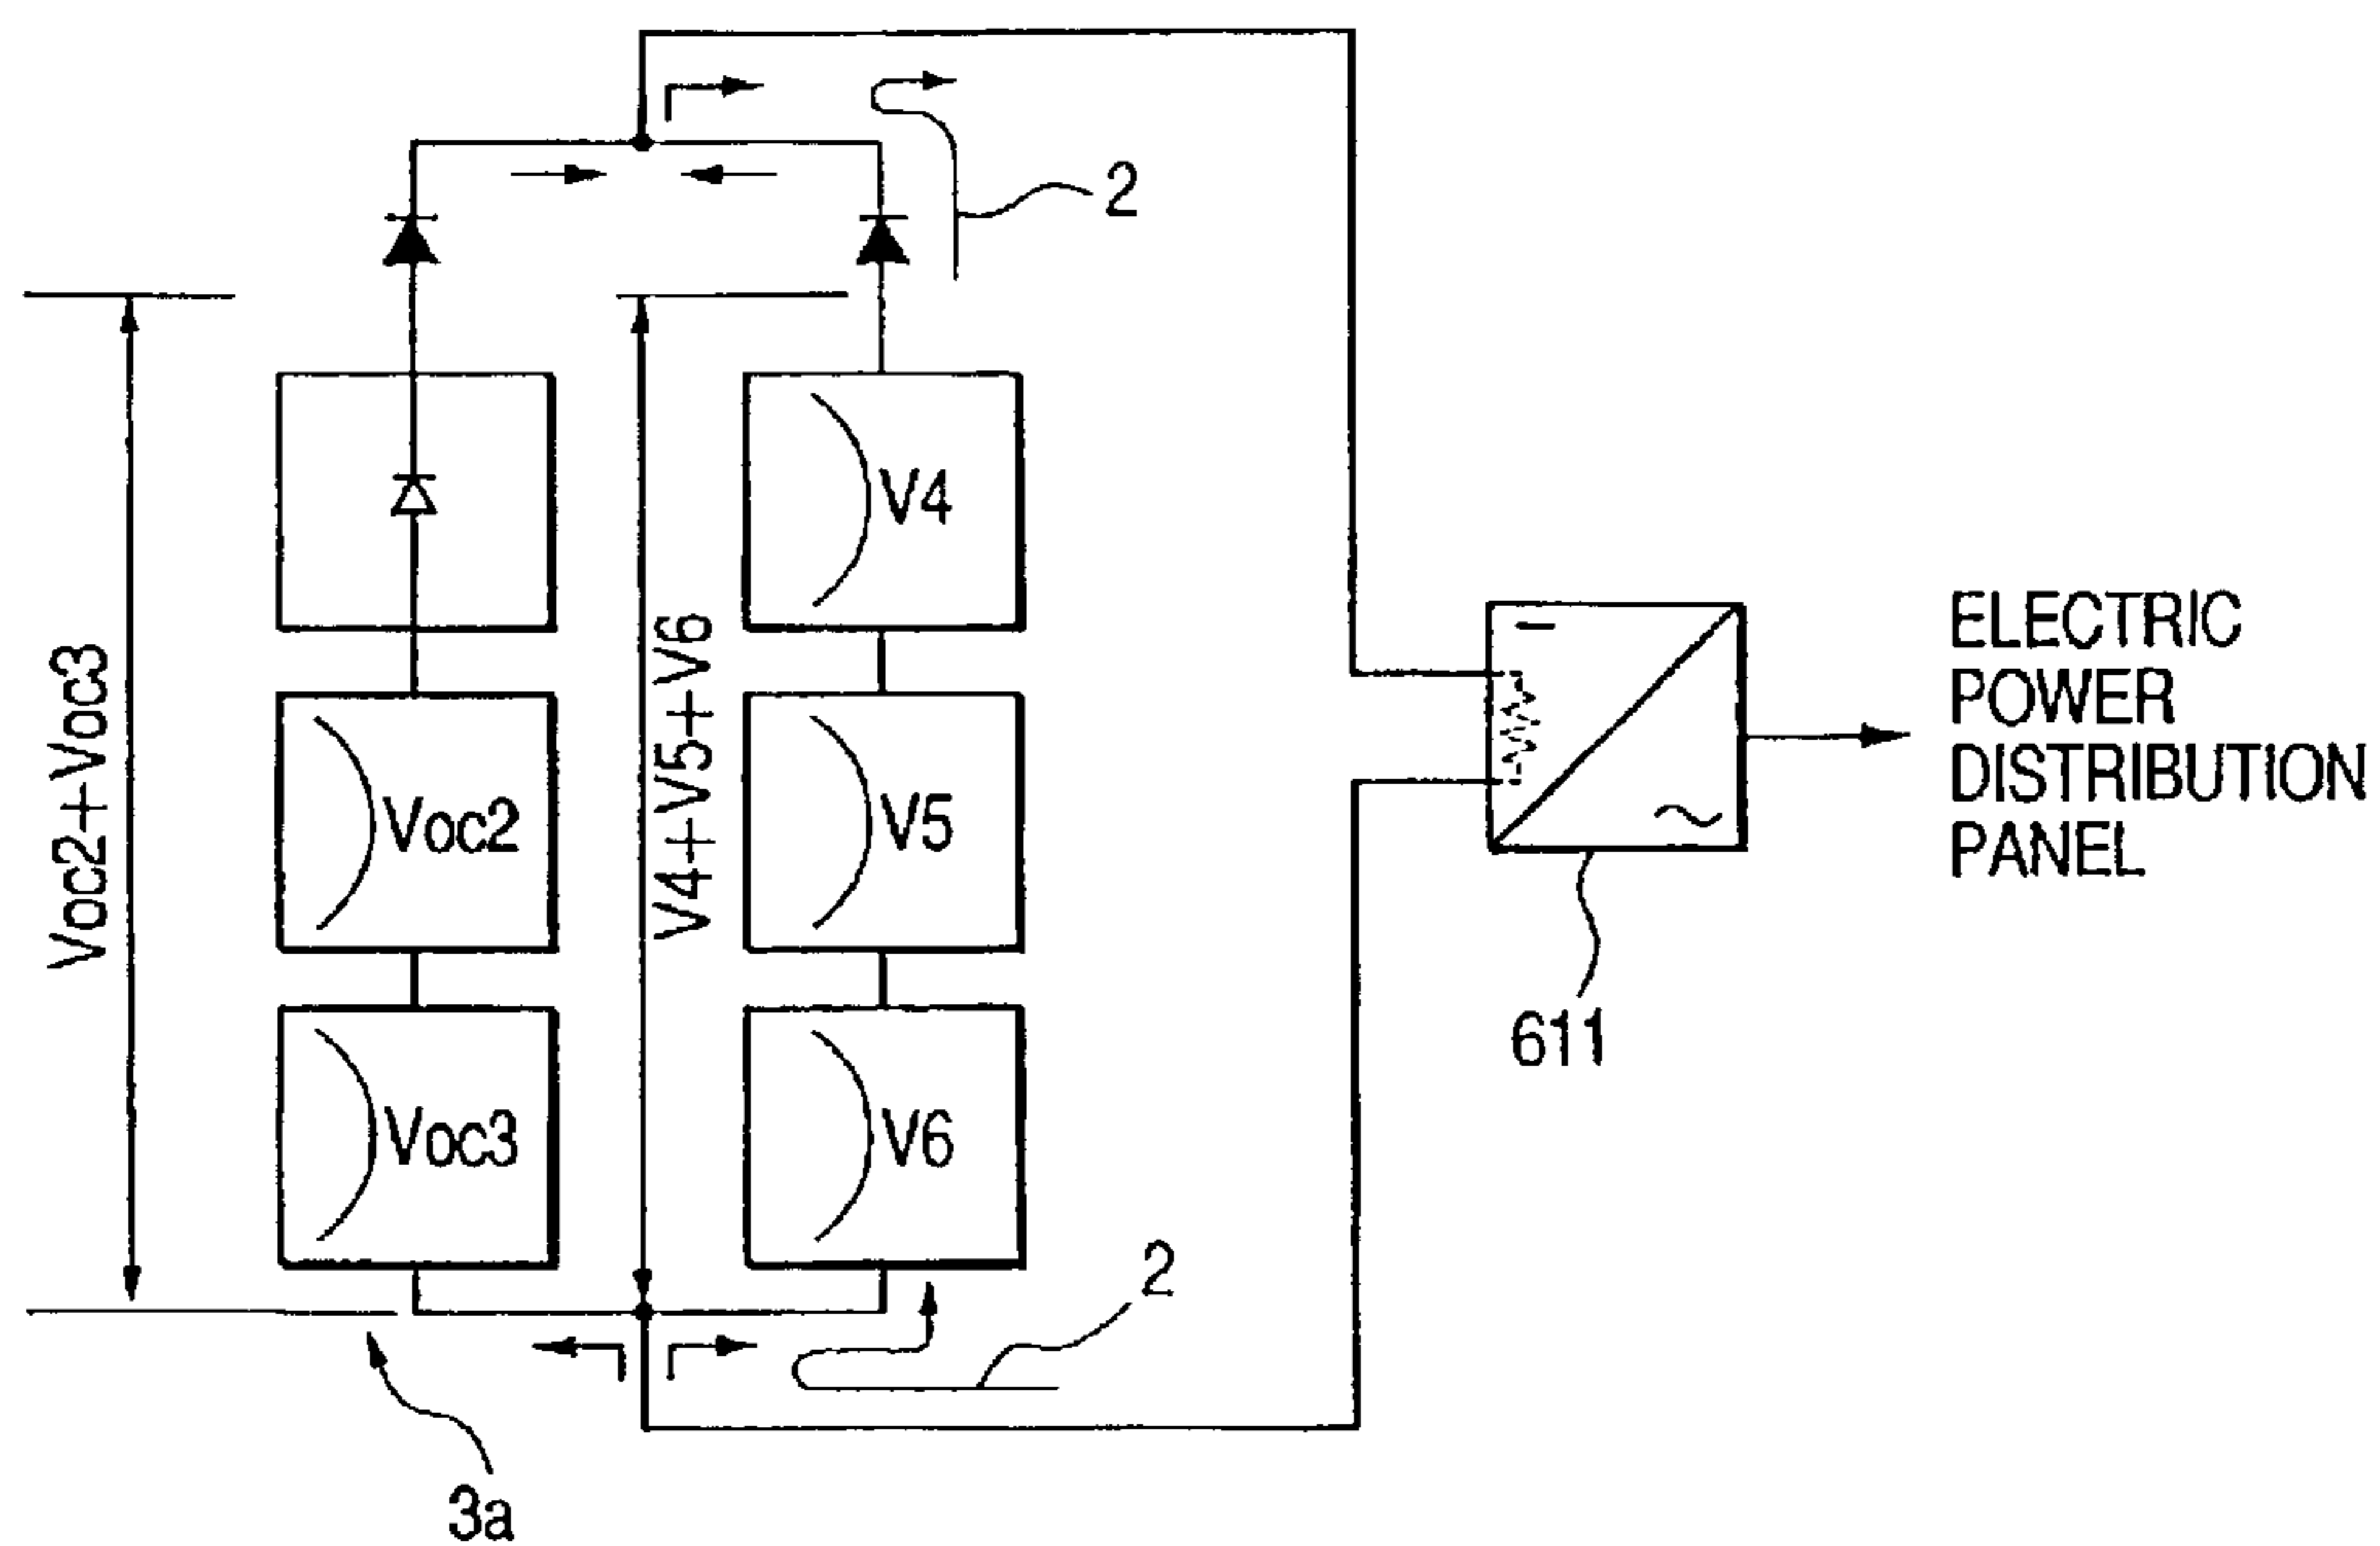 2
V4
Voc2+Voc3
V4+V5+V6
Voc2
V5
ELECTRIC
POWER
DISTRIBUTION
PANEL
611
Voc3
V6
2
3a